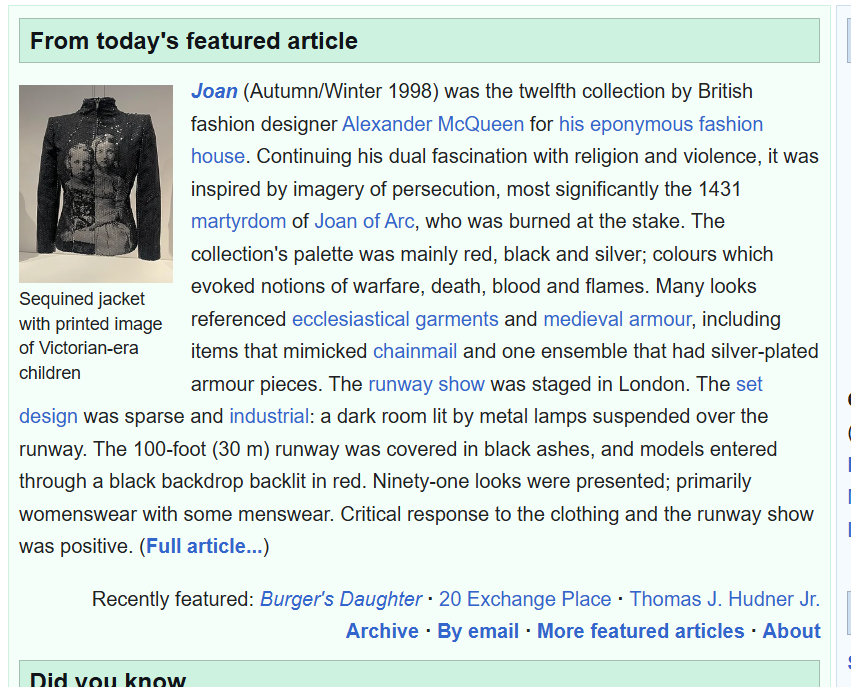 From today's featured article
Joan (Autumn/Winter 1998) was the twelfth collection by British
fashion designer Alexander McQueen for his eponymous fashion
house. Continuing his dual fascination with religion and violence, it was
inspired by imagery of persecution, most significantly the 1431
martyrdom of Joan of Arc, who was burned at the stake. The
collection's palette was mainly red, black and silver; colours which
evoked notions of warfare, death, blood and flames. Many looks
referenced ecclesiastical garments and medieval armour, including
items that mimicked chainmail and one ensemble that had silver-plated
armour pieces. The runway show was staged in London. The set
design was sparse and industrial: a dark room lit by metal lamps suspended over the
runway. The 100-foot (30 m) runway was covered in black ashes, and models entered
through a black backdrop backlit in red. Ninety-one looks were presented; primarily
womenswear with some menswear. Critical response to the clothing and the runway show
was positive. (Full article...)
Sequined jacket
with printed image
of Victorian-era
children
Recently featured: Burger's Daughter · 20 Exchange Place · Thomas J. Hudner Jr.
Archive · By email · More featured articles · About
Did you know